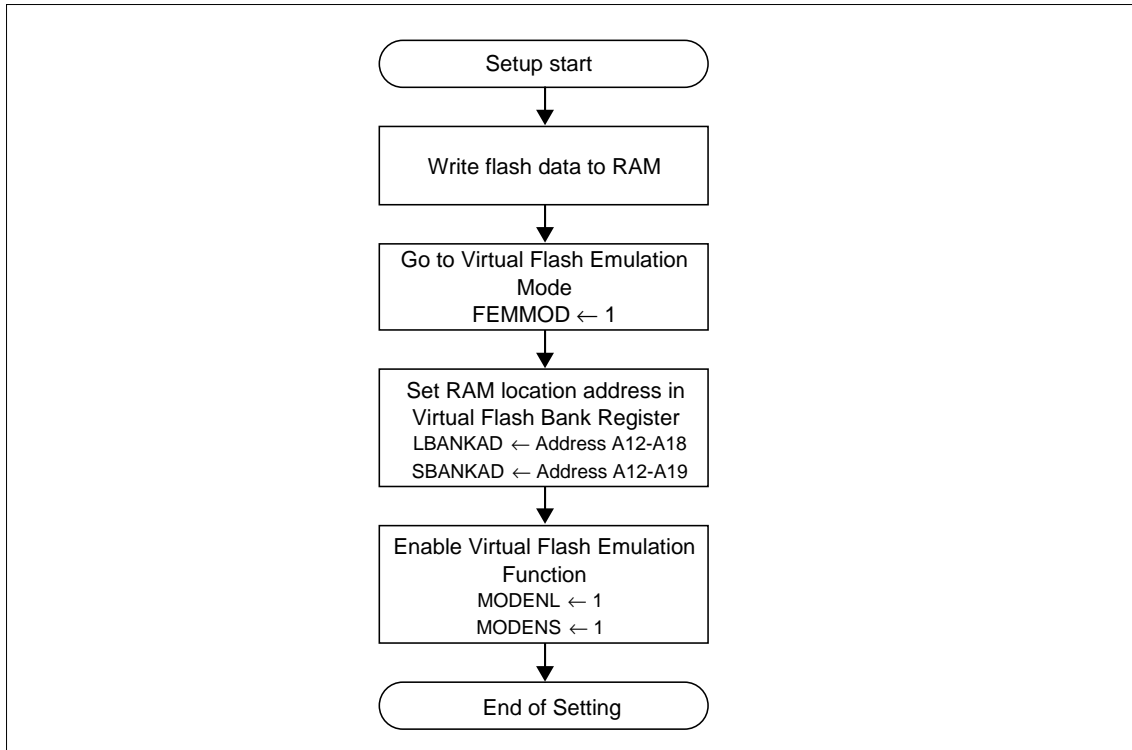 Setup start
Write flash data to RAM
Go to Virtual Flash Emulation
Mode
FEMMOD ← 1
Set RAM location address in
Virtual Flash Bank Register
LBANKAD ← Address A12-A18
SBANKAD ← Address A12-A19
Enable Virtual Flash Emulation
Function
MODENL ← 1
MODENS ← 1
End of Setting